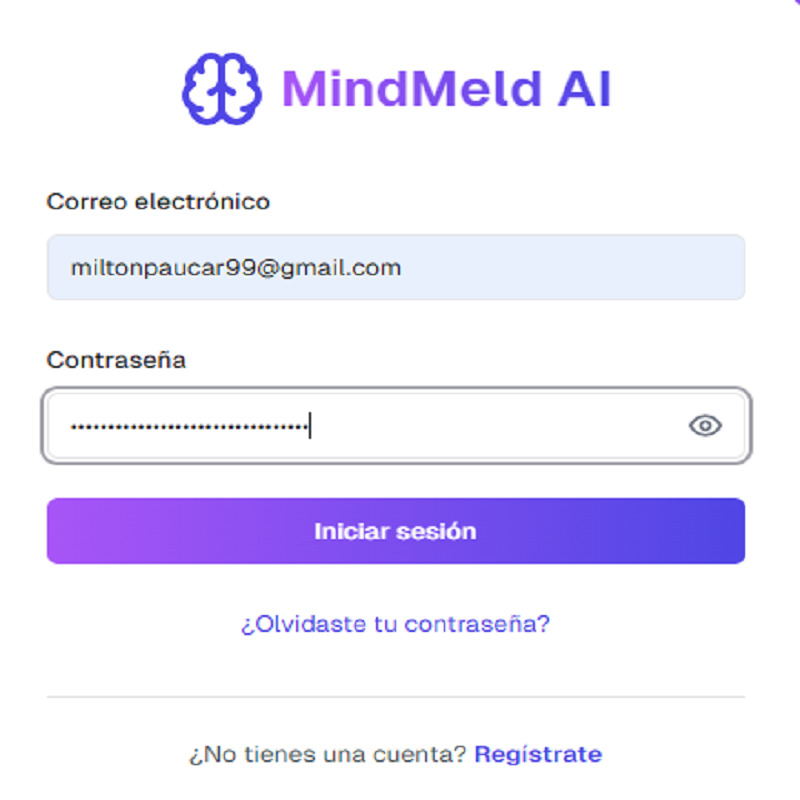 MindMeld AI
Correo electrónico
miltonpaucar99@gmail.com
Contraseña
Iniciar sesión
¿Olvidaste tu contraseña?
¿No tienes una cuenta? Regístrate